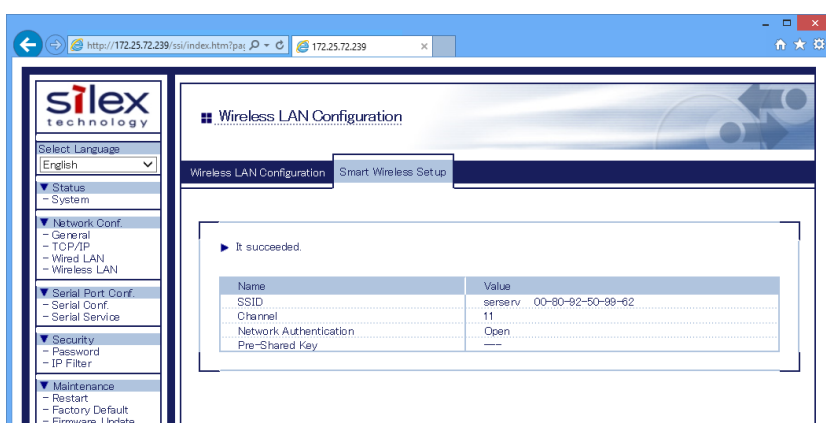 http://172.25.72.239/ssi/index.htm?pag
172.25.72.239
silex
technology
Select Language
English
▼ Status
- System
▼ Network Conf.
- General
- TCP/IP
- Wired LAN
- Wireless LAN
▼ Serial Port Conf.
- Serial Conf.
- Serial Service
▼ Security
- Password
- IP Filter
▼ Maintenance
- Restart
- Factory Default
- Firmware Update
Wireless LAN Configuration
Wireless LAN Configuration Smart Wireless Setup
It succeeded.
Name Value
SSID serserv 00-80-92-50-99-62
Channel 11
Network Authentication Open
Pre-Shared Key ----